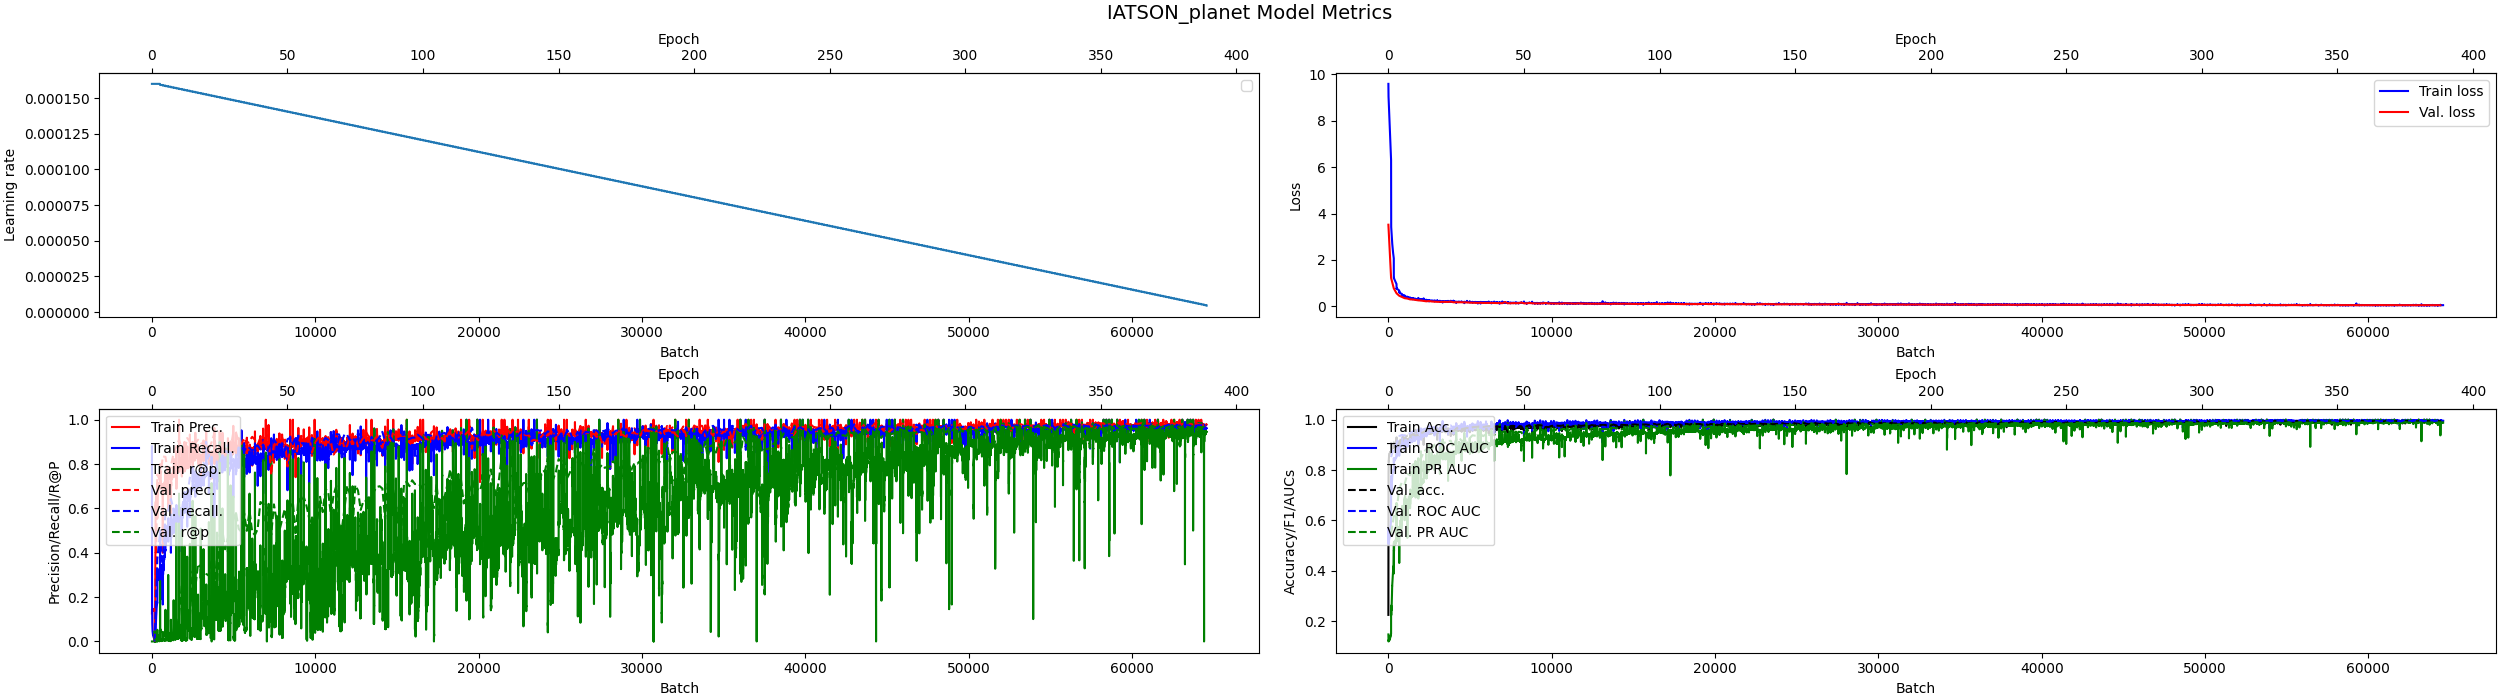 IATSON_planet Model Metrics
Epoch
0 50 100 150 200 250 300 350 400
0.000150
0.000125
0.000100
0.000075
0.000050
0.000025
0.000000
Learning rate
0 10000 20000 30000 40000 50000 60000
Batch
Epoch
0 50 100 150 200 250 300 350 400
10
8
6
4
2
0
Loss
Train loss
Val. loss
0 10000 20000 30000 40000 50000 60000
Batch
Epoch
0 50 100 150 200 250 300 350 400
1.0
0.8
0.6
0.4
0.2
0.0
Precision/Recall/R@P
Train Prec.
Train Recall.
Train r@p.
Val. prec.
Val. recall.
Val. r@p
0 10000 20000 30000 40000 50000 60000
Batch
Epoch
0 50 100 150 200 250 300 350 400
1.0
0.8
0.6
0.4
0.2
Accuracy/F1/AUCs
Train Acc.
Train ROC AUC
Train PR AUC
Val. acc.
Val. ROC AUC
Val. PR AUC
0 10000 20000 30000 40000 50000 60000
Batch